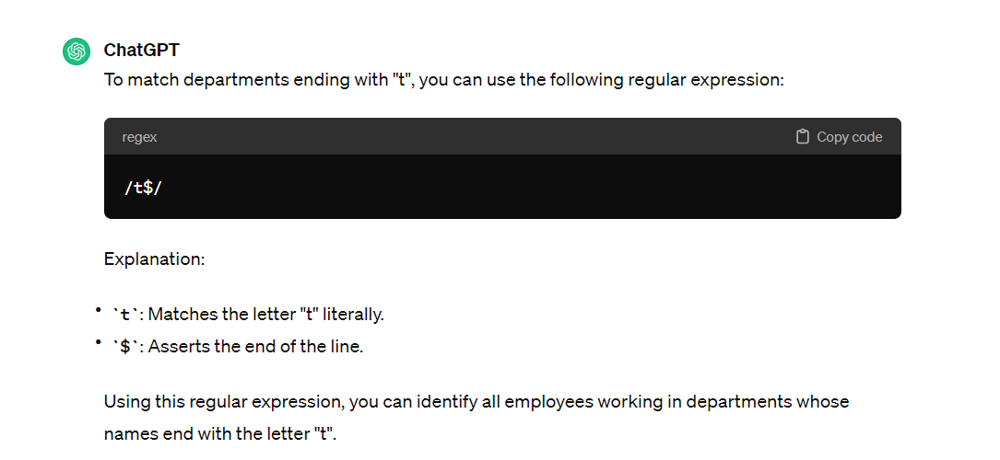 ChatGPT
To match departments ending with "t", you can use the following regular expression:
regex
Copy code
/t$/
Explanation:
• `t`: Matches the letter "t" literally.
• `$`: Asserts the end of the line.
Using this regular expression, you can identify all employees working in departments whose
names end with the letter "t".